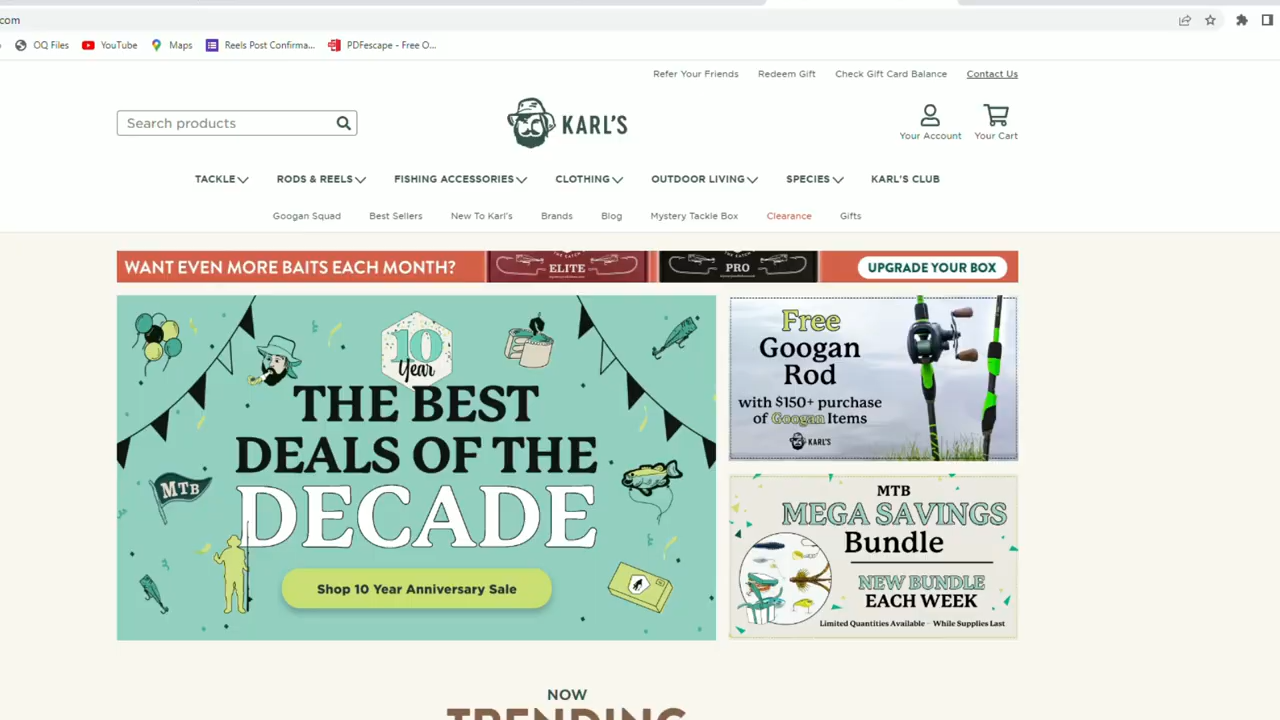 com
OQ Files
YouTube
Maps
Reels Post Confirma...
PDFescape - Free O...
Refer Your Friends
Redeem Gift
Check Gift Card Balance
Contact Us
Search products
KARL'S
Your Account
Your Cart
TACKLE
RODS & REELS
FISHING ACCESSORIES
CLOTHING
OUTDOOR LIVING
SPECIES
KARL'S CLUB
Googan Squad
Best Sellers
New To Karl's
Brands
Blog
Mystery Tackle Box
Clearance
Gifts
WANT EVEN MORE BAITS EACH MONTH?
ELITE
PRO
UPGRADE YOUR BOX
10
Year
THE BEST
DEALS OF THE
DECADE
MTB
Shop 10 Year Anniversary Sale
Free
Googan
Rod
with $150+ purchase
of Googan Items
KARL'S
MTB
MEGA SAVINGS
Bundle
NEW BUNDLE
EACH WEEK
Limited Quantities Available - While Supplies Last
NOW
TRENDING